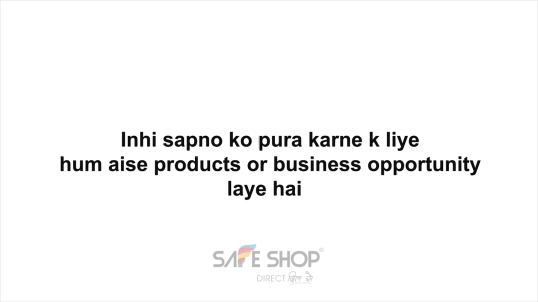 Inhi sapno ko pura karne k liye
hum aise products or business opportunity
laye hai
SAFE SHOP®
DIRECT दिल से